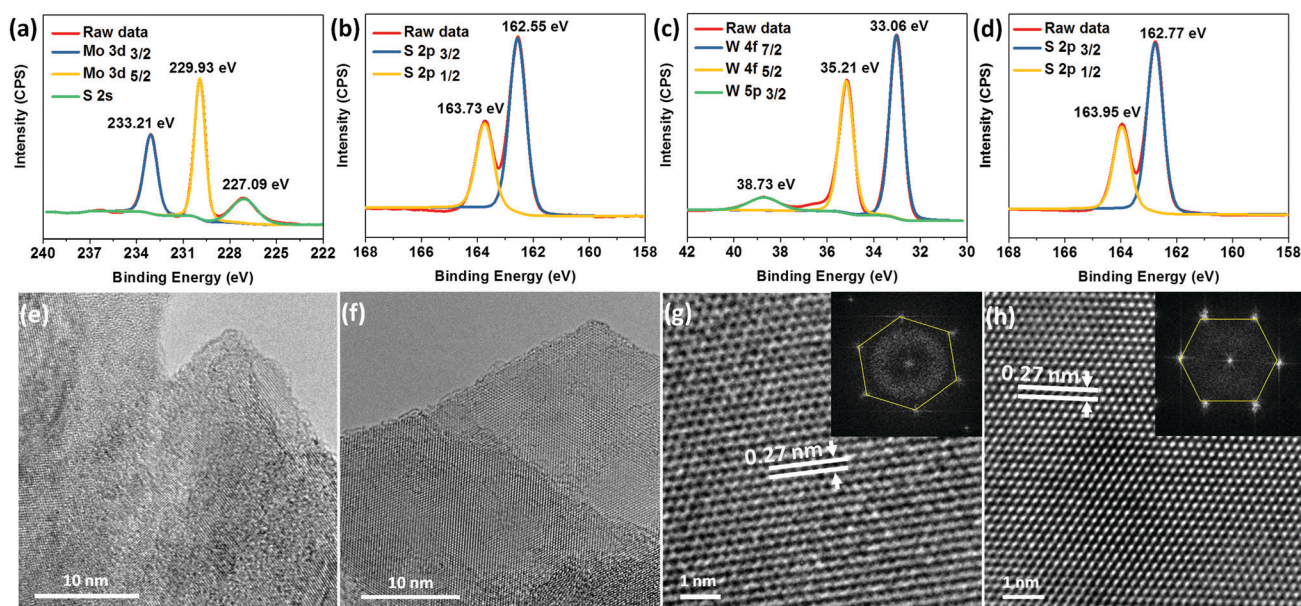 (a)
Raw data
Mo 3d 3/2
Mo 3d 5/2
S 2s
229.93 eV
233.21 eV
227.09 eV
Intensity (CPS)
240 237 234 231 228 225 222
Binding Energy (eV)
(b)
Raw data
S 2p 3/2
S 2p 1/2
162.55 eV
163.73 eV
Intensity (CPS)
168 166 164 162 160 158
Binding Energy (eV)
(c)
Raw data
W 4f 7/2
W 4f 5/2
W 5p 3/2
33.06 eV
35.21 eV
38.73 eV
Intensity (CPS)
42 40 38 36 34 32 30
Binding Energy (eV)
(d)
Raw data
S 2p 3/2
S 2p 1/2
162.77 eV
163.95 eV
Intensity (CPS)
168 166 164 162 160 158
Binding Energy (eV)
(e)
10 nm
(f)
10 nm
(g)
0.27 nm
1 nm
(h)
0.27 nm
1 nm